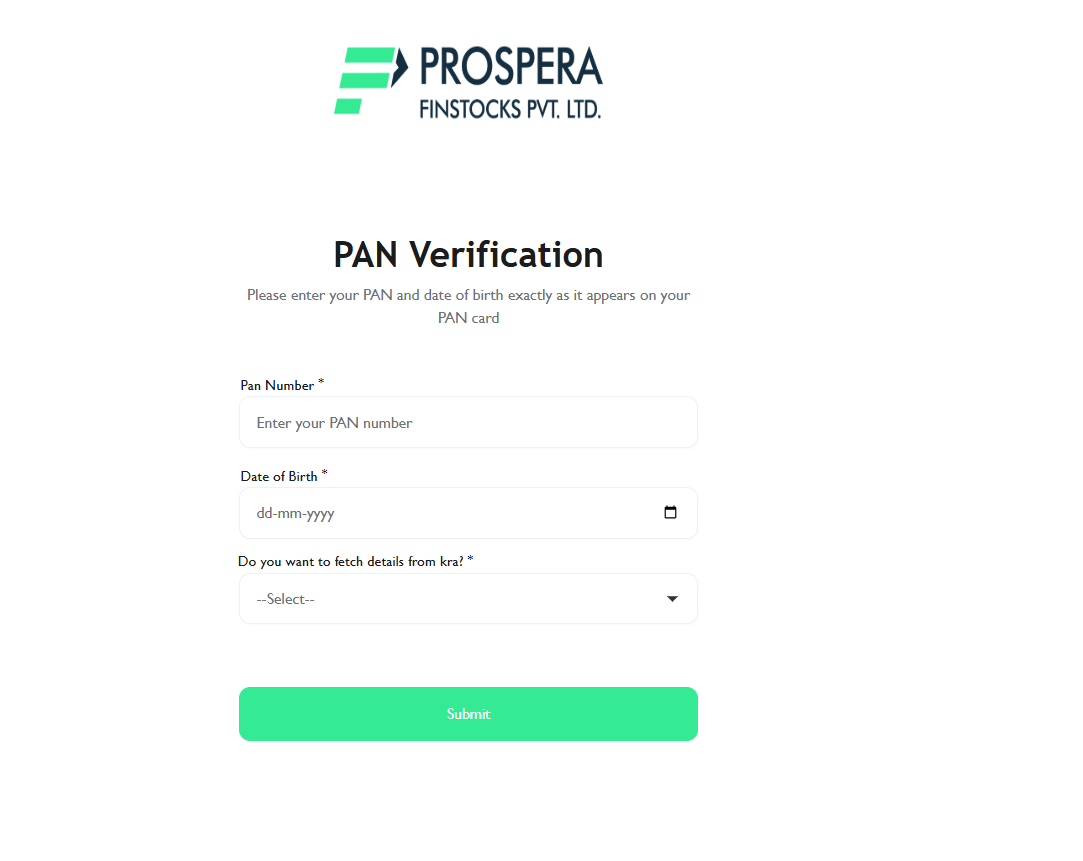 PROSPERA
FINSTOCKS PVT. LTD.
PAN Verification
Please enter your PAN and date of birth exactly as it appears on your
PAN card
Pan Number *
Enter your PAN number
Date of Birth *
dd-mm-yyyy
Do you want to fetch details from kra? *
--Select--
Submit